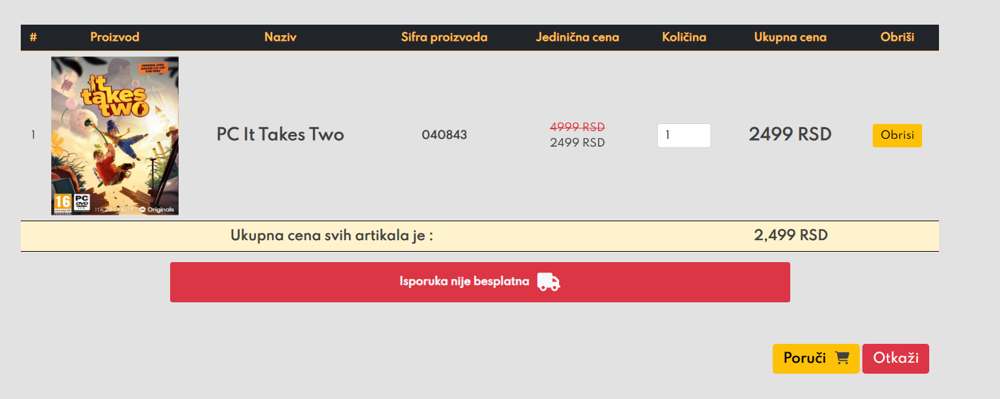 # Proizvod Naziv Sifra proizvoda Jedinična cena Količina Ukupna cena Obriši
FRIENDS JOIN
ONLINE CO-OP
FOR FREE
it
takes
two
4999 RSD
1 PC It Takes Two 040843 1 2499 RSD Obrisi
2499 RSD
16 PC
DVD
HAZELIGHT Originals
Ukupna cena svih artikala je : 2,499 RSD
Isporuka nije besplatna
Poruči Otkaži